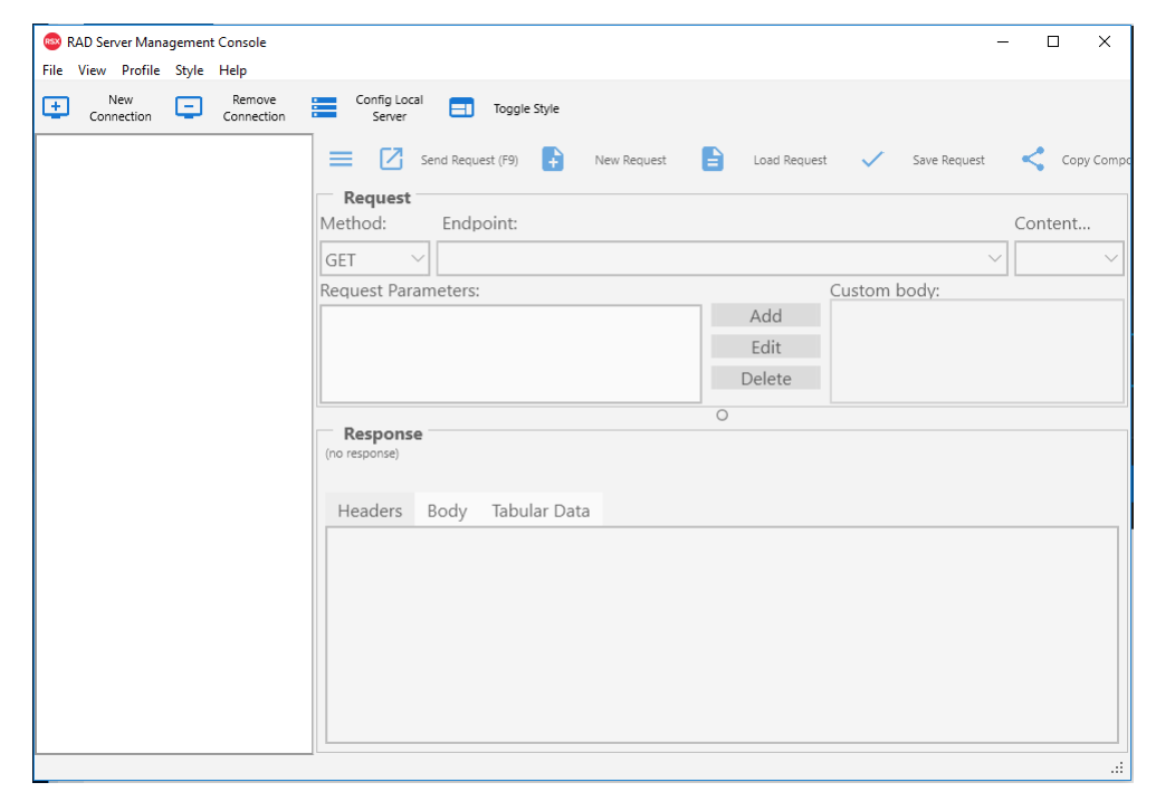 RSX RAD Server Management Console
File View Profile Style Help
New Connection Remove Connection Config Local Server Toggle Style
Send Request (F9) New Request Load Request Save Request Copy Compo
Request
Method: Endpoint: Content...
GET
Request Parameters: Custom body:
Add
Edit
Delete
Response
(no response)
Headers Body Tabular Data